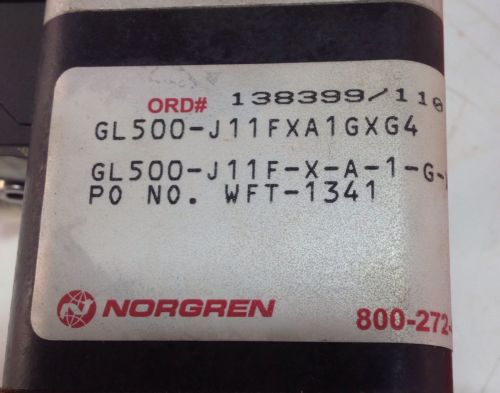 ORD# 138399/110
GL500-J11FXA1GXG4
GL500-J11F-X-A-1-G-
PO NO. WFT-1341
NORGREN
800-272-